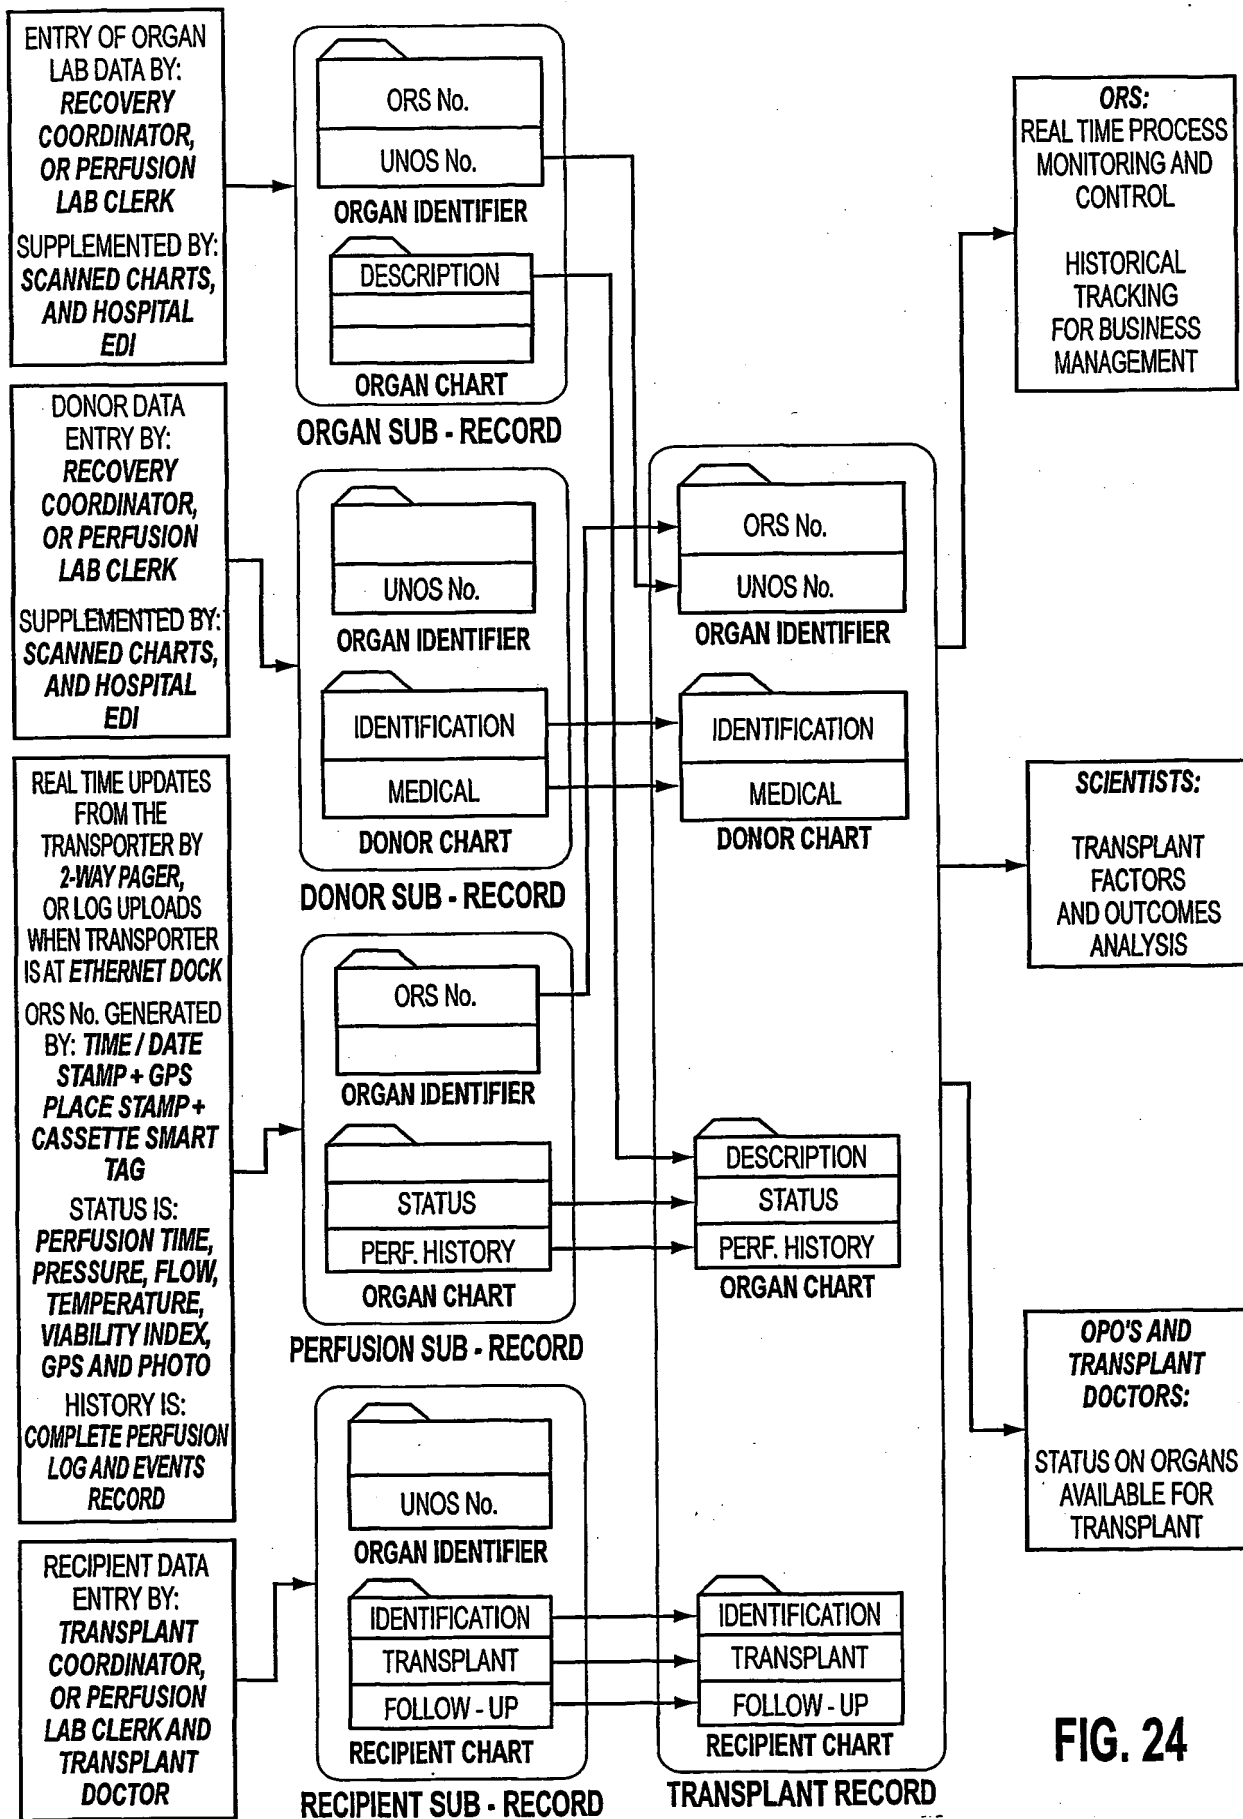 ENTRY OF ORGAN
LAB DATA BY:
RECOVERY
COORDINATOR,
OR PERFUSION
LAB CLERK
SUPPLEMENTED BY:
SCANNED CHARTS,
AND HOSPITAL
EDI
DONOR DATA
ENTRY BY:
RECOVERY
COORDINATOR,
OR PERFUSION
LAB CLERK
SUPPLEMENTED BY:
SCANNED CHARTS,
AND HOSPITAL
EDI
REAL TIME UPDATES
FROM THE
TRANSPORTER BY
2-WAY PAGER,
OR LOG UPLOADS
WHEN TRANSPORTER
IS AT ETHERNET DOCK
ORS No. GENERATED
BY: TIME / DATE
STAMP + GPS
PLACE STAMP +
CASSETTE SMART
TAG
STATUS IS:
PERFUSION TIME,
PRESSURE, FLOW,
TEMPERATURE,
VIABILITY INDEX,
GPS AND PHOTO
HISTORY IS:
COMPLETE PERFUSION
LOG AND EVENTS
RECORD
RECIPIENT DATA
ENTRY BY:
TRANSPLANT
COORDINATOR,
OR PERFUSION
LAB CLERK AND
TRANSPLANT
DOCTOR
ORS No.
UNOS No.
ORGAN IDENTIFIER
DESCRIPTION
ORGAN CHART
ORGAN SUB - RECORD
UNOS No.
ORGAN IDENTIFIER
IDENTIFICATION
MEDICAL
DONOR CHART
DONOR SUB - RECORD
ORS No.
ORGAN IDENTIFIER
STATUS
PERF. HISTORY
ORGAN CHART
PERFUSION SUB - RECORD
UNOS No.
ORGAN IDENTIFIER
IDENTIFICATION
TRANSPLANT
FOLLOW - UP
RECIPIENT CHART
RECIPIENT SUB - RECORD
ORS No.
UNOS No.
ORGAN IDENTIFIER
IDENTIFICATION
MEDICAL
DONOR CHART
DESCRIPTION
STATUS
PERF. HISTORY
ORGAN CHART
IDENTIFICATION
TRANSPLANT
FOLLOW - UP
RECIPIENT CHART
TRANSPLANT RECORD
ORS:
REAL TIME PROCESS
MONITORING AND
CONTROL
HISTORICAL
TRACKING
FOR BUSINESS
MANAGEMENT
SCIENTISTS:
TRANSPLANT
FACTORS
AND OUTCOMES
ANALYSIS
OPO'S AND
TRANSPLANT
DOCTORS:
STATUS ON ORGANS
AVAILABLE FOR
TRANSPLANT
FIG. 24